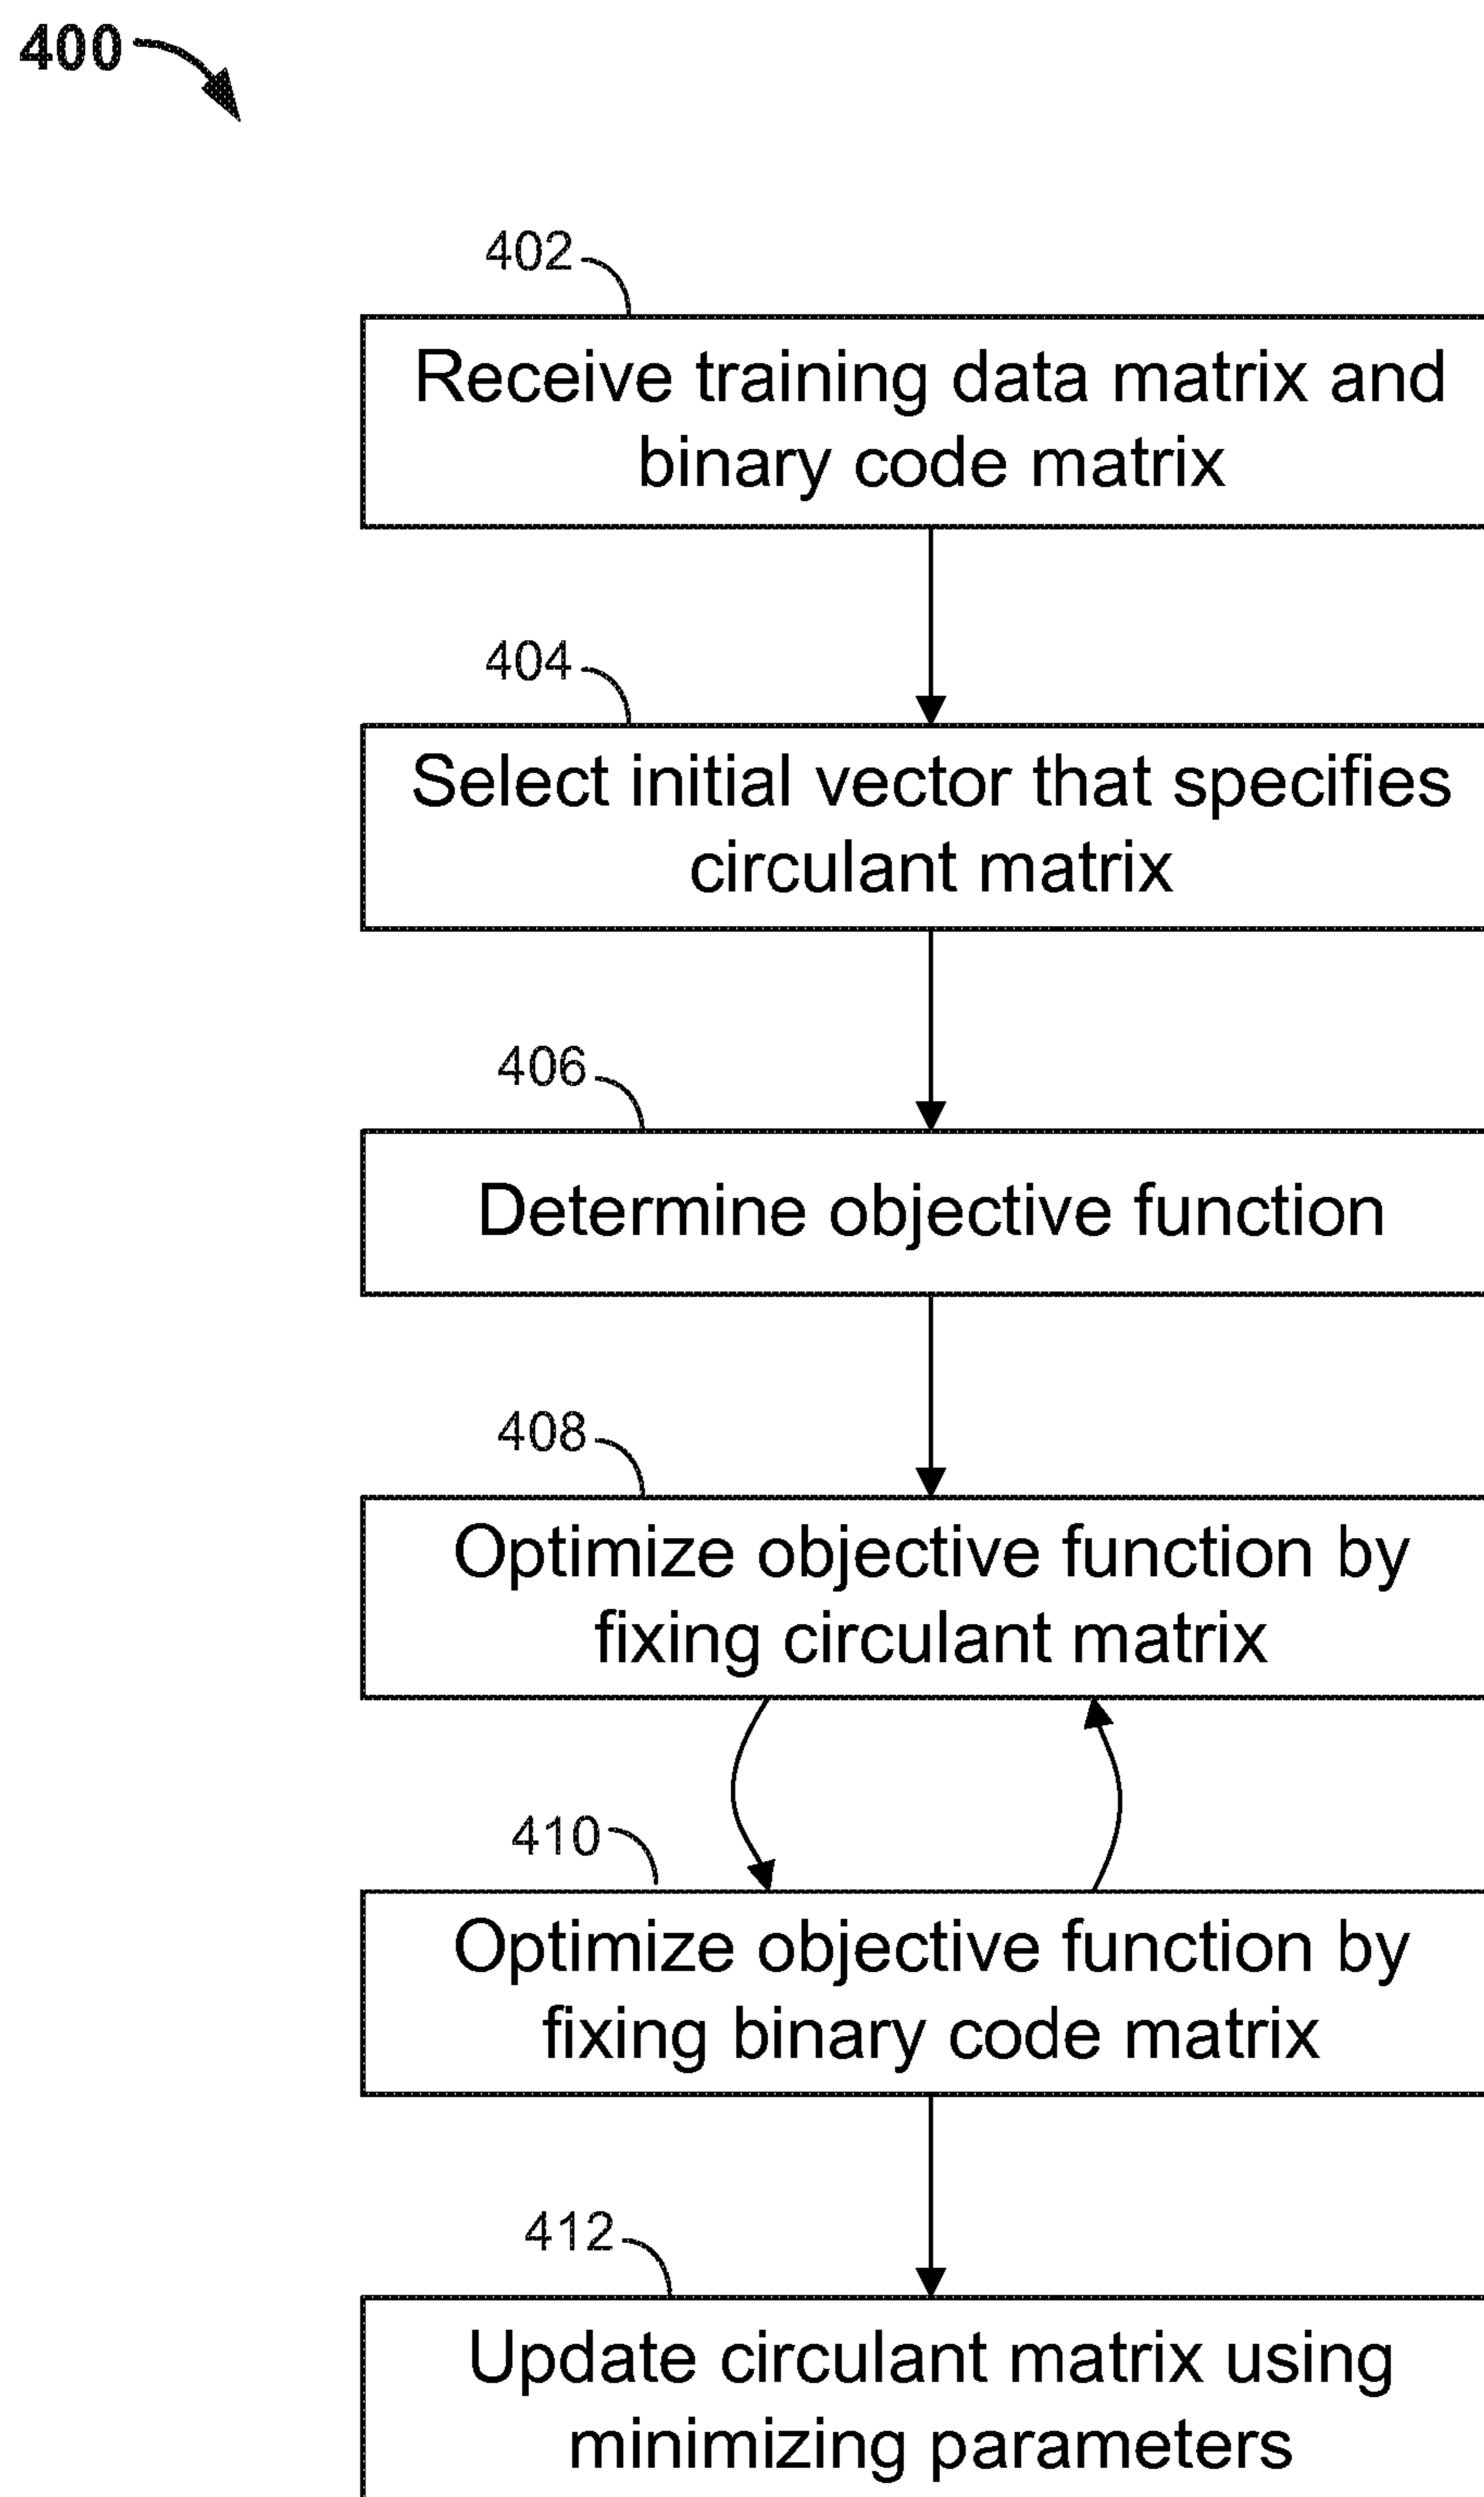 400
402
Receive training data matrix and
binary code matrix
404
Select initial vector that specifies
circulant matrix
406
Determine objective function
408
Optimize objective function by
fixing circulant matrix
410
Optimize objective function by
fixing binary code matrix
412
Update circulant matrix using
minimizing parameters